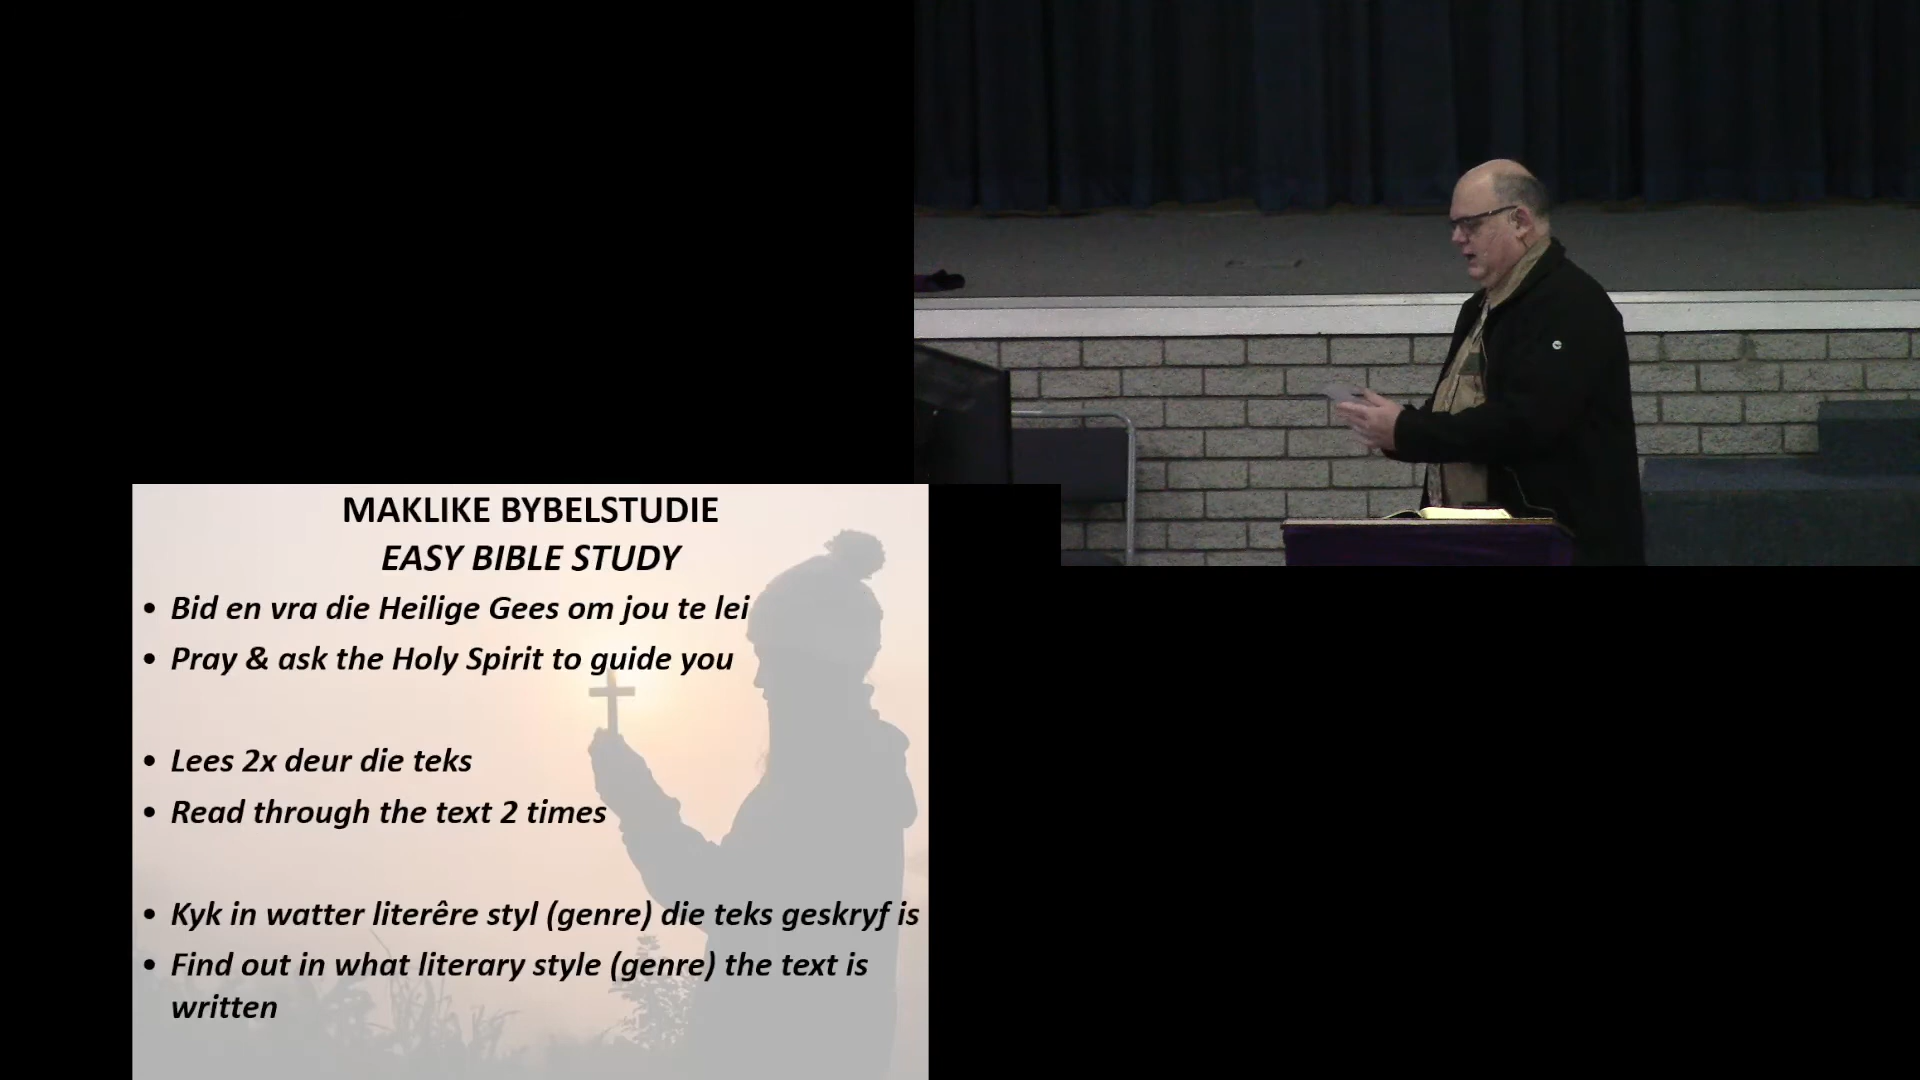 MAKLIKE BYBELSTUDIE
EASY BIBLE STUDY
• Bid en vra die Heilige Gees om jou te lei
• Pray & ask the Holy Spirit to guide you
• Lees 2x deur die teks
• Read through the text 2 times
• Kyk in watter literêre styl (genre) die teks geskryf is
• Find out in what literary style (genre) the text is
written